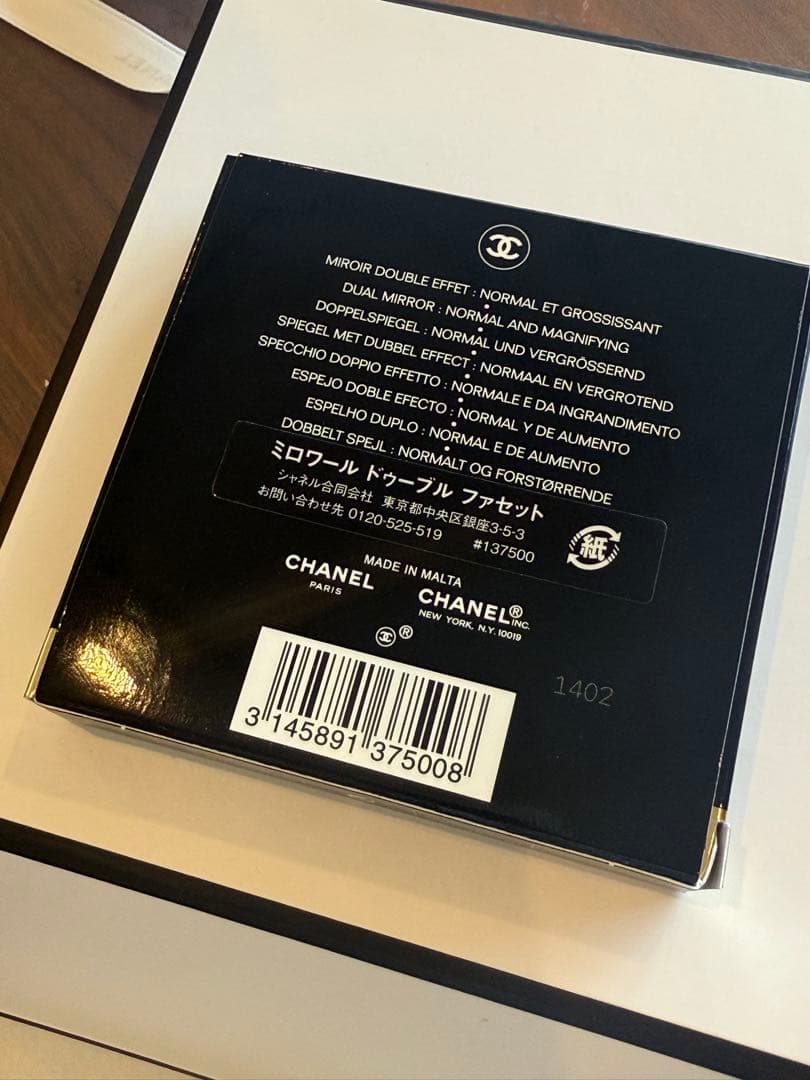 MIROIR DOUBLE EFFET : NORMAL ET GROSSISSANT
•
DUAL MIRROR : NORMAL AND MAGNIFYING
•
DOPPELSPIEGEL : NORMAL UND VERGRÖSSERND
•
SPIEGEL MET DUBBEL EFFECT : NORMAAL EN VERGROTEND
•
SPECCHIO DOPPIO EFFETTO : NORMALE E DA INGRANDIMENTO
•
ESPEJO DOBLE EFECTO : NORMAL Y DE AUMENTO
•
ESPELHO DUPLO : NORMAL E DE AUMENTO
•
DOBBELT SPEJL : NORMALT OG FORSTØRRENDE
ミロワール ドゥーブル ファセット
シャネル合同会社 東京都中央区銀座3-5-3
お問い合わせ先 0120-525-519 #137500
紙
MADE IN MALTA
CHANEL
PARIS
CHANEL® INC.
NEW YORK, N.Y. 10019
®
1402
3 145891 375008